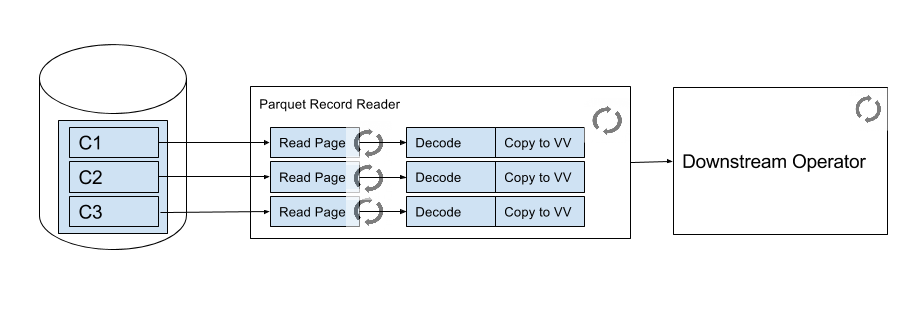 Parquet Record Reader
C1
Read Page
Decode
Copy to VV
C2
Read Page
Decode
Copy to VV
C3
Read Page
Decode
Copy to VV
Downstream Operator